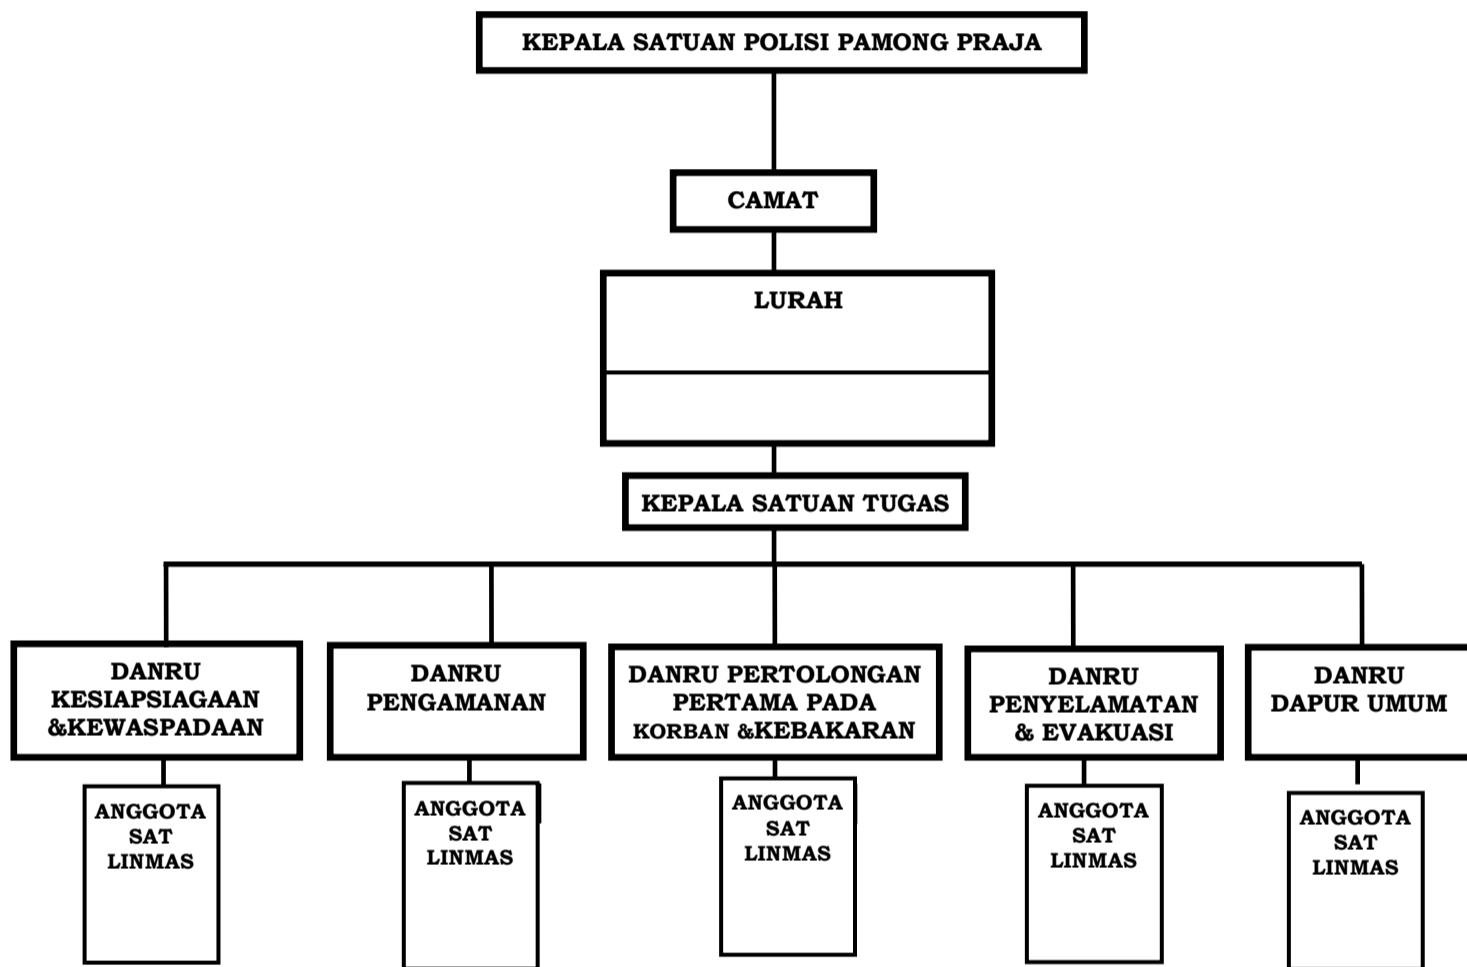 KEPALA SATUAN POLISI PAMONG PRAJA
CAMAT
LURAH
KEPALA SATUAN TUGAS
DANRU
KESIAPSIAGAAN
&KEWASPADAAN
DANRU
PENGAMANAN
DANRU PERTOLONGAN
PERTAMA PADA
KORBAN &KEBAKARAN
DANRU
PENYELAMATAN
& EVAKUASI
DANRU
DAPUR UMUM
ANGGOTA
SAT
LINMAS
ANGGOTA
SAT
LINMAS
ANGGOTA
SAT
LINMAS
ANGGOTA
SAT
LINMAS
ANGGOTA
SAT
LINMAS